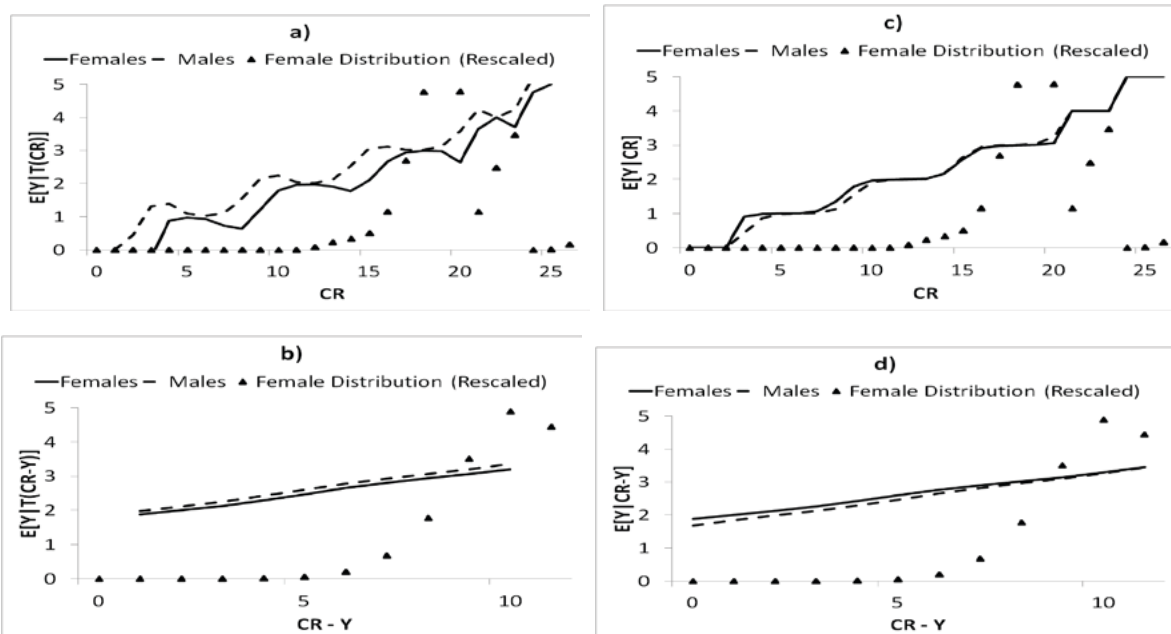 a)
Females Males Female Distribution (Rescaled)
E[Y|T(CR)]
5
4
3
2
1
0
0 5 10 15 20 25
CR
c)
Females Males Female Distribution (Rescaled)
E[Y|CR]
5
4
3
2
1
0
0 5 10 15 20 25
CR
b)
Females Males Female Distribution (Rescaled)
E[Y|T(CR-Y)]
5
4
3
2
1
0
0 5 10
CR - Y
d)
Females Males Female Distribution (Rescaled)
E[Y|CR-Y]
5
4
3
2
1
0
0 5 10
CR - Y